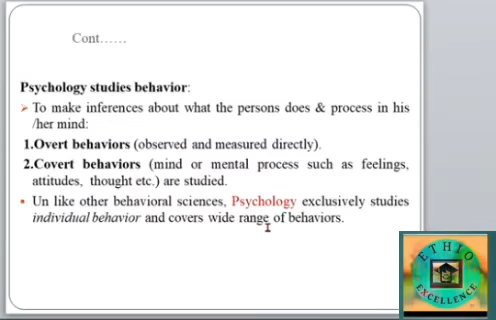 Cont……
Psychology studies behavior:
➢ To make inferences about what the persons does & process in his
/her mind:
1.Overt behaviors (observed and measured directly).
2.Covert behaviors (mind or mental process such as feelings,
attitudes, thought etc.) are studied.
▪ Un like other behavioral sciences, Psychology exclusively studies
individual behavior and covers wide range of behaviors.
ETHIO
EXCELLENCE